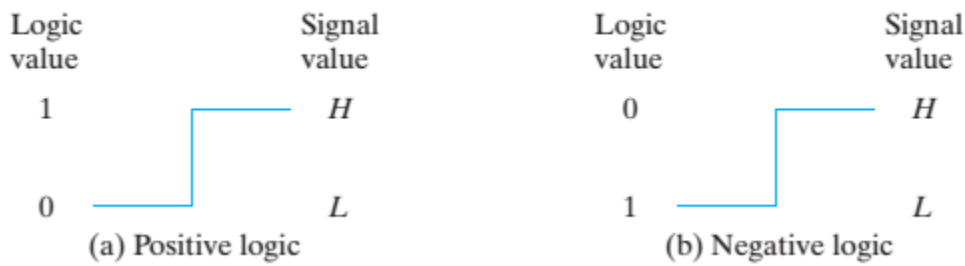 Logic value
Signal value
1
H
0
L
(a) Positive logic
Logic value
Signal value
0
H
1
L
(b) Negative logic